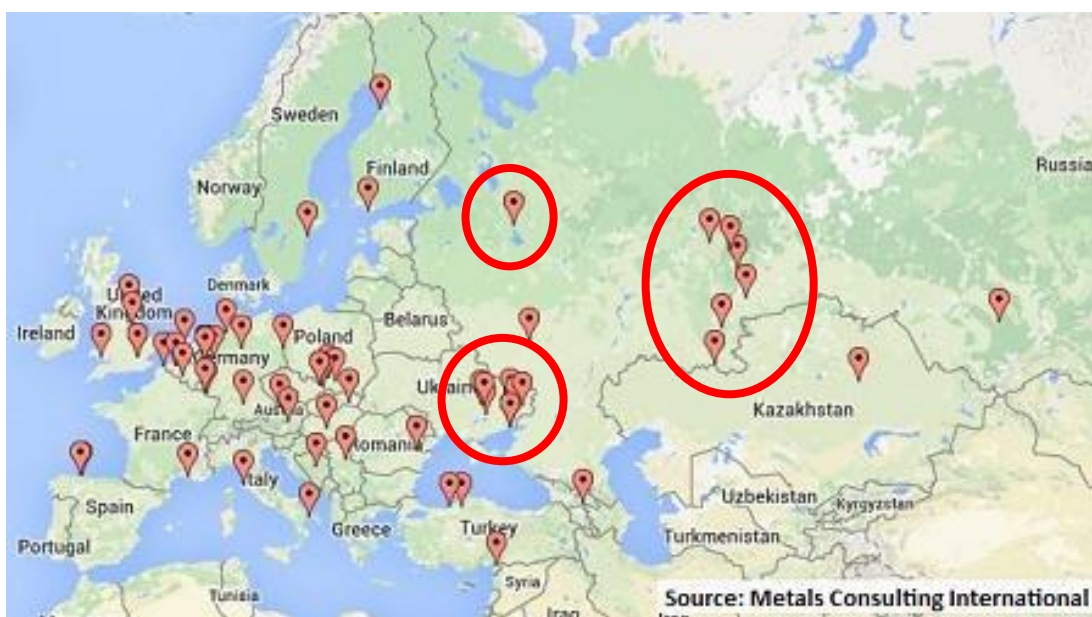 Sweden
Finland
Norway
Russia
United
Kingdom
Denmark
Ireland
Belarus
Poland
Germany
Ukraine
Kazakhstan
Austria
France
Romania
Italy
Spain
Uzbekistan
Kyrgyzstan
Greece
Turkey
Turkmenistan
Portugal
Syria
Tunisia
Source: Metals Consulting International